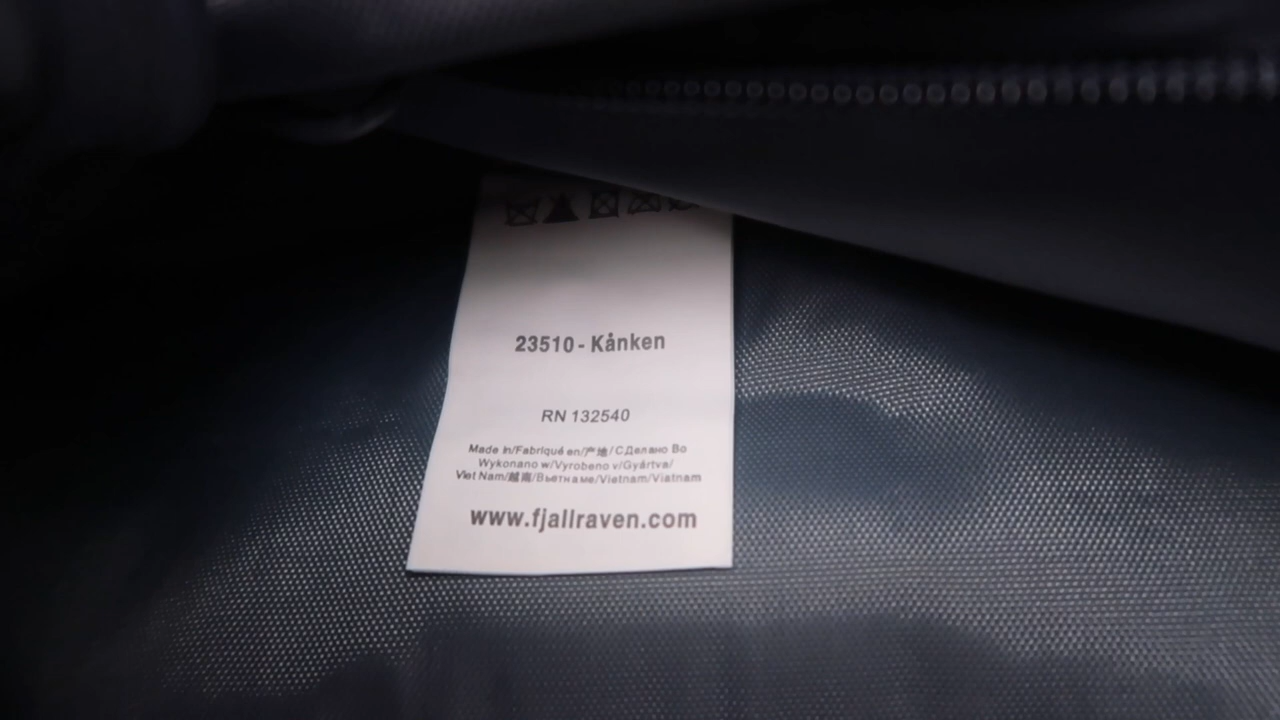 23510 - Kånken
RN 132540
Made in/Fabriqué en/产地/СДелано Во
Wykonano w/Vyrobeno v/Gyártva/
Viet Nam/越南/Вьетнаме/Vietnam/Viatnam
www.fjallraven.com